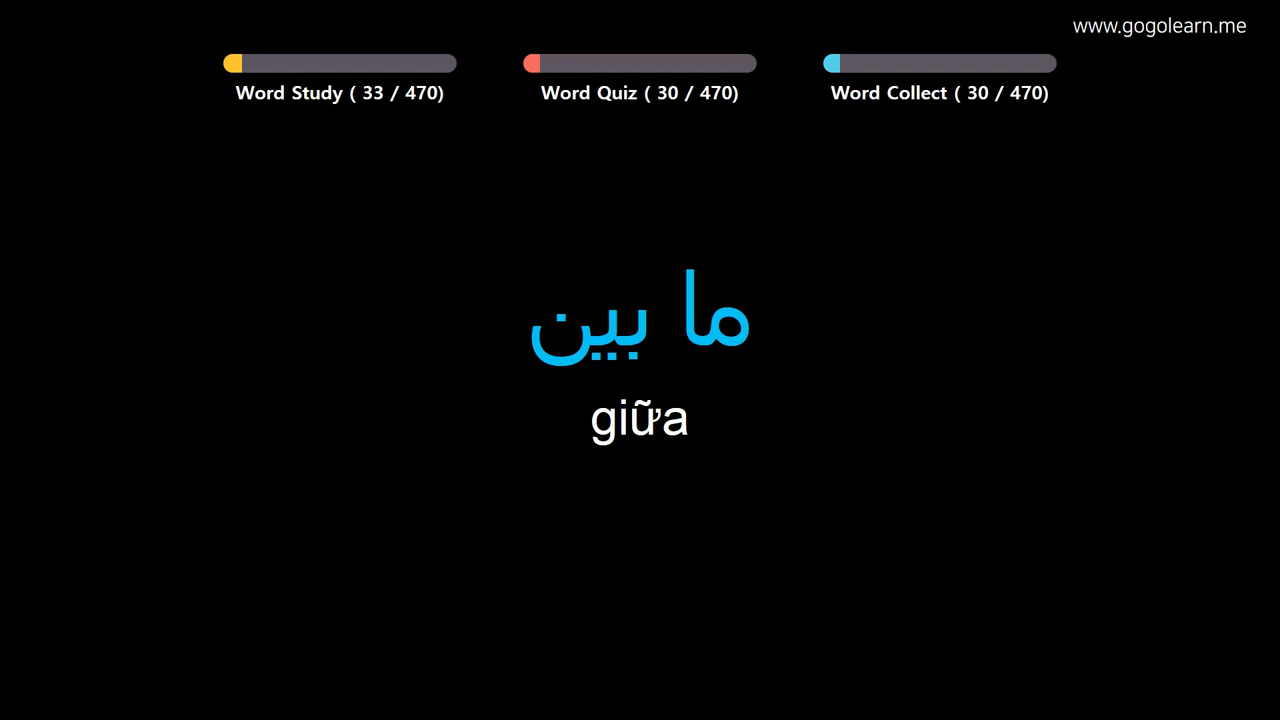 www.gogolearn.me
Word Study ( 33 / 470)
Word Quiz ( 30 / 470)
Word Collect ( 30 / 470)
ما بين
giữa